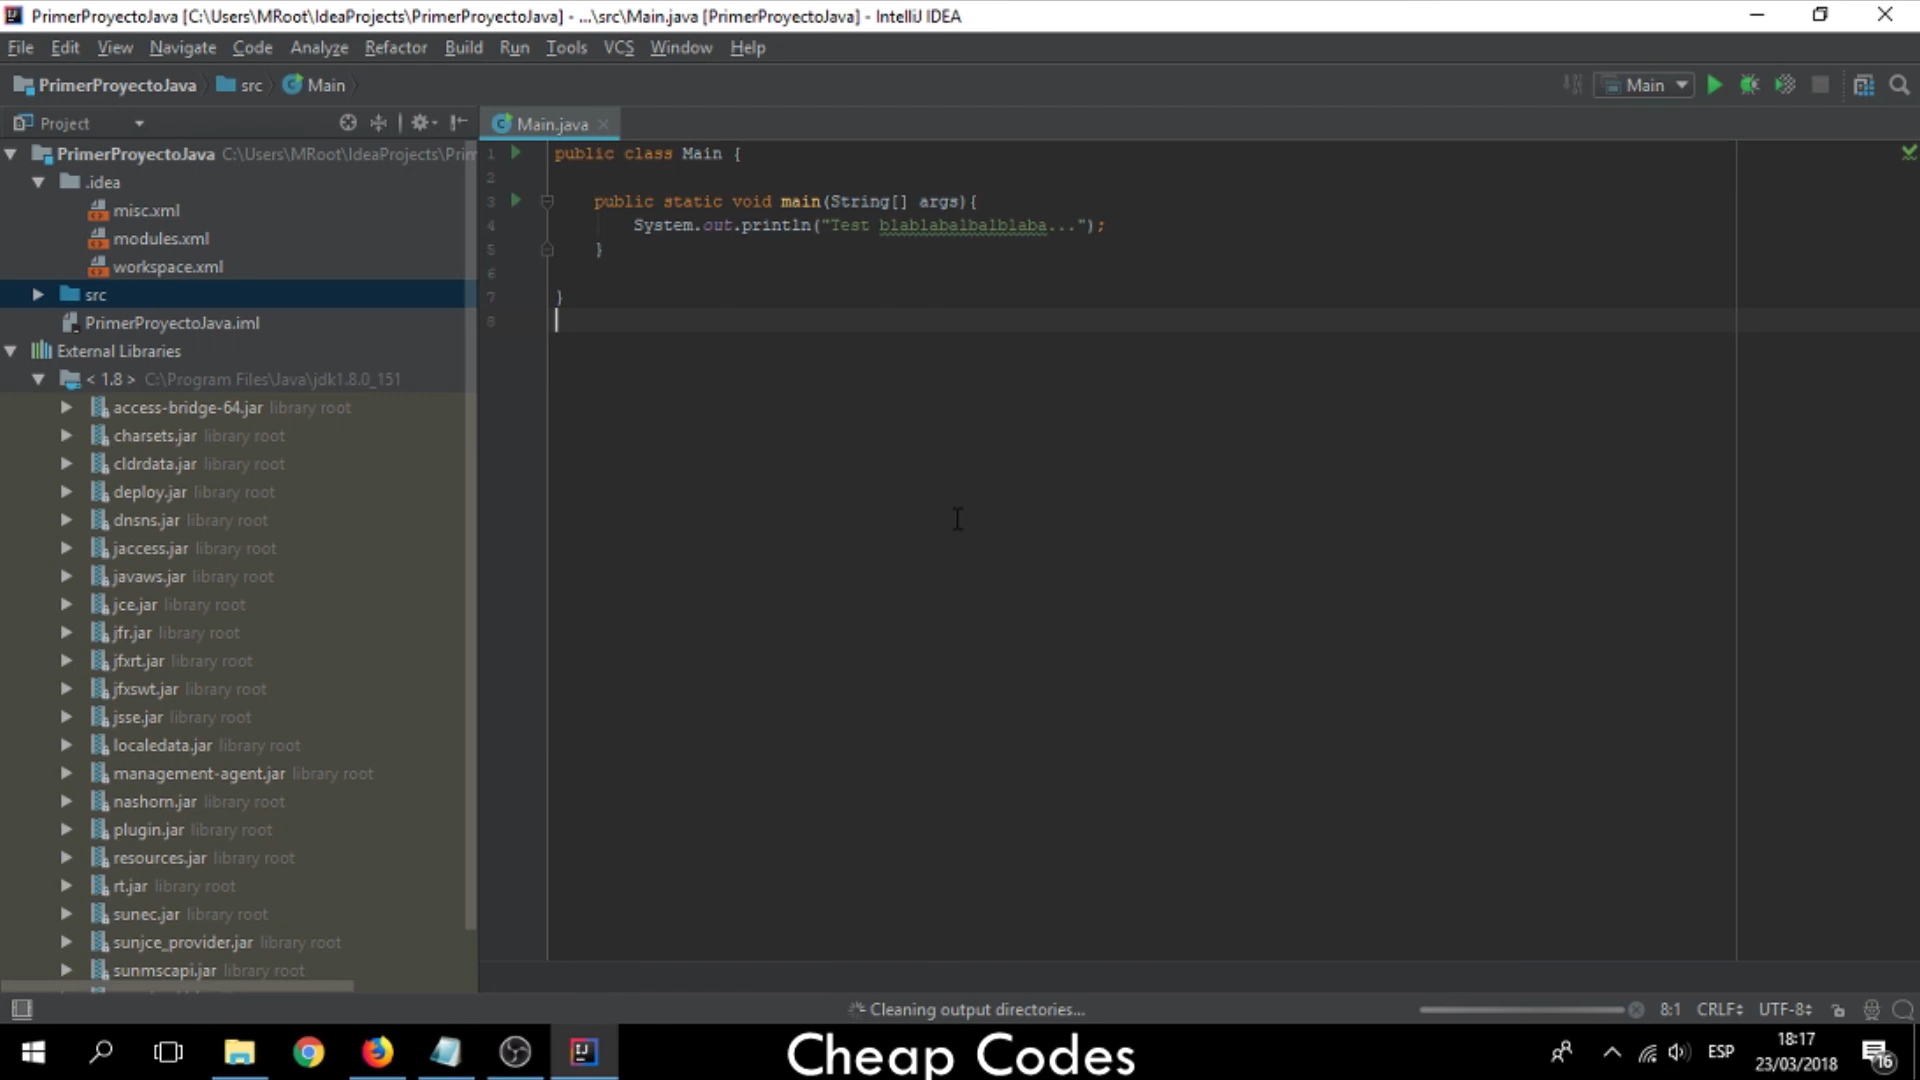 PrimerProyectoJava [C:\Users\MRoot\IdeaProjects\PrimerProyectoJava] - ...\src\Main.java [PrimerProyectoJava] - IntelliJ IDEA
File Edit View Navigate Code Analyze Refactor Build Run Tools VCS Window Help
PrimerProyectoJava src Main Main
Project Main.java
PrimerProyectoJava C:\Users\MRoot\IdeaProjects\Prim
.idea
misc.xml
modules.xml
workspace.xml
src
PrimerProyectoJava.iml
External Libraries
< 1.8 > C:\Program Files\Java\jdk1.8.0_151
access-bridge-64.jar library root
charsets.jar library root
cldrdata.jar library root
deploy.jar library root
dnsns.jar library root
jaccess.jar library root
javaws.jar library root
jce.jar library root
jfr.jar library root
jfxrt.jar library root
jfxswt.jar library root
jsse.jar library root
localedata.jar library root
management-agent.jar library root
nashorn.jar library root
plugin.jar library root
resources.jar library root
rt.jar library root
sunec.jar library root
sunjce_provider.jar library root
sunmscapi.jar library root
1 public class Main {
2
3 public static void main(String[] args){
4 System.out.println("Test blablabalbalblaba...");
5 }
6
7 }
8
Cleaning output directories... 8:1 CRLF UTF-8
Cheap Codes
ESP
18:17
23/03/2018
16